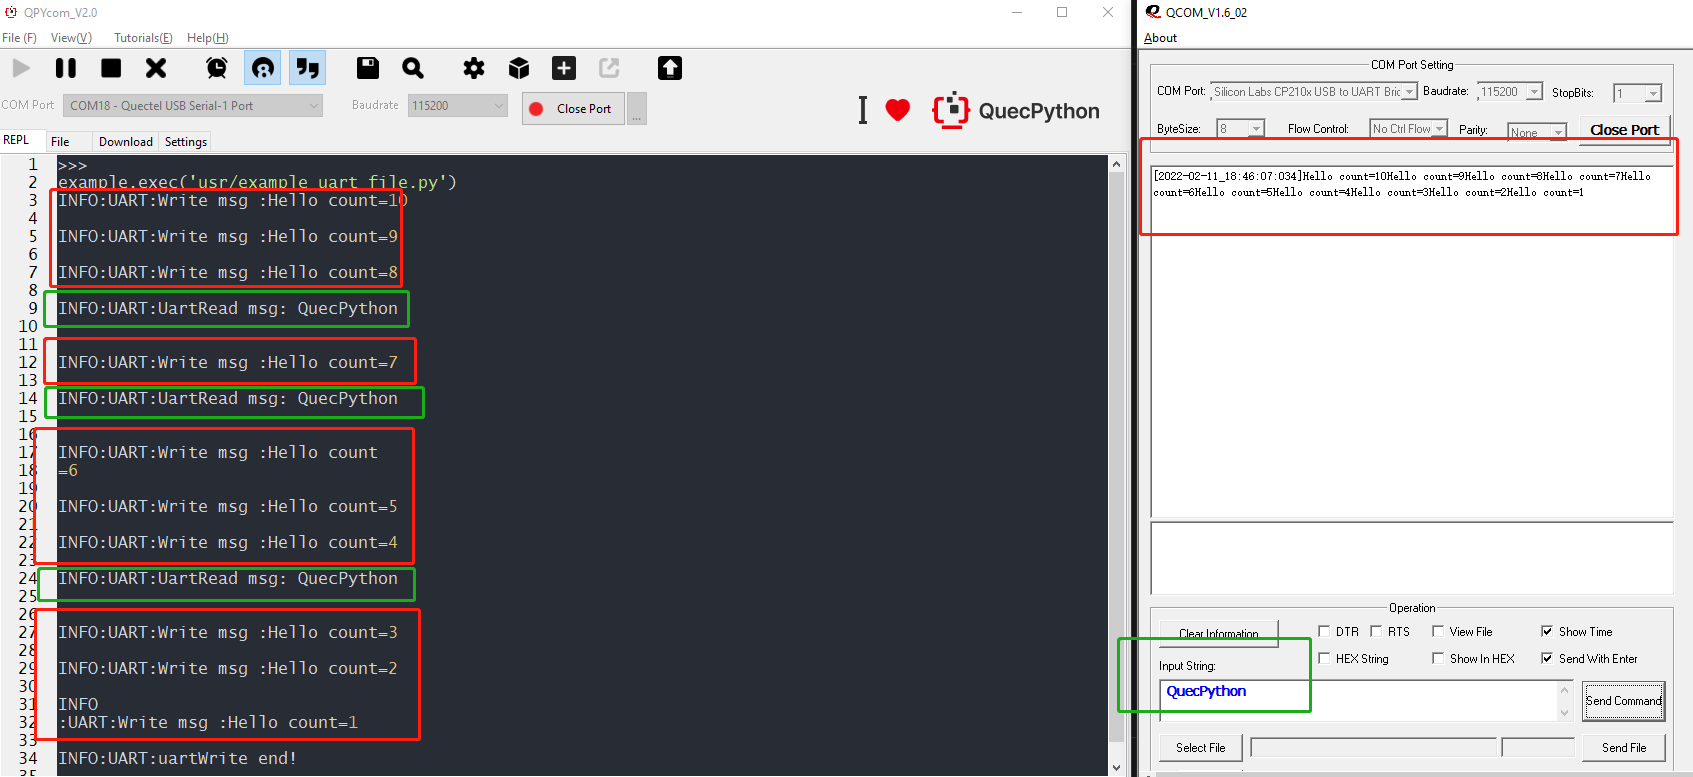 QPYcom_V2.0
File (F) View(V) Tutorials(E) Help(H)
COM Port COM18 - Quectel USB Serial-1 Port Baudrate 115200 Close Port ...
QuecPython
REPL File Download Settings
1 >>>
2 example.exec('usr/example_uart_file.py')
3 INFO:UART:Write msg :Hello count=10
4
5 INFO:UART:Write msg :Hello count=9
6
7 INFO:UART:Write msg :Hello count=8
8
9 INFO:UART:UartRead msg: QuecPython
10
11
12 INFO:UART:Write msg :Hello count=7
13
14 INFO:UART:UartRead msg: QuecPython
15
16
17 INFO:UART:Write msg :Hello count
18 =6
19
20 INFO:UART:Write msg :Hello count=5
21
22 INFO:UART:Write msg :Hello count=4
23
24 INFO:UART:UartRead msg: QuecPython
25
26
27 INFO:UART:Write msg :Hello count=3
28
29 INFO:UART:Write msg :Hello count=2
30
31 INFO
32 :UART:Write msg :Hello count=1
33
34 INFO:UART:uartWrite end!
35
QCOM_V1.6_02
About
COM Port Setting
COM Port: Silicon Labs CP210x USB to UART Bric Baudrate: 115200 StopBits: 1
ByteSize: 8 Flow Control: No Ctrl Flow Parity: None Close Port
[2022-02-11_18:46:07:034]Hello count=10Hello count=9Hello count=8Hello count=7Hello
count=6Hello count=5Hello count=4Hello count=3Hello count=2Hello count=1
Operation
Clear Information DTR RTS View File Show Time
HEX String Show In HEX Send With Enter
Input String:
QuecPython
Send Command
Select File Send File